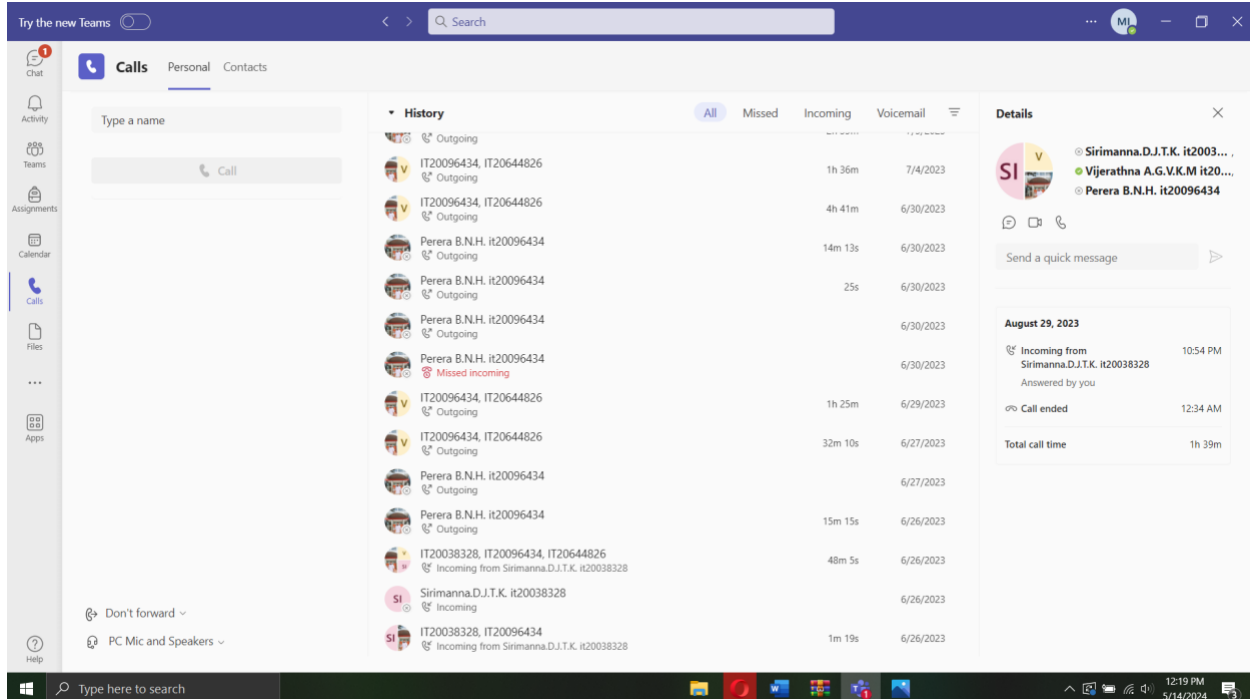 Try the new Teams
Search
MI
1
Chat
Activity
Teams
Assignments
Calendar
Calls
Files
Apps
Help
Calls Personal Contacts
Type a name
Call
Don't forward
PC Mic and Speakers
History All Missed Incoming Voicemail
Outgoing
IT20096434, IT20644826 1h 36m 7/4/2023
V Outgoing
IT20096434, IT20644826 4h 41m 6/30/2023
V Outgoing
Perera B.N.H. it20096434 14m 13s 6/30/2023
Outgoing
Perera B.N.H. it20096434 25s 6/30/2023
Outgoing
Perera B.N.H. it20096434 6/30/2023
Outgoing
Perera B.N.H. it20096434 6/30/2023
Missed incoming
IT20096434, IT20644826 1h 25m 6/29/2023
V Outgoing
IT20096434, IT20644826 32m 10s 6/27/2023
V Outgoing
Perera B.N.H. it20096434 6/27/2023
Outgoing
Perera B.N.H. it20096434 15m 15s 6/26/2023
Outgoing
IT20038328, IT20096434, IT20644826 48m 5s 6/26/2023
Incoming from Sirimanna.D.J.T.K. it20038328
SI Sirimanna.D.J.T.K. it20038328 6/26/2023
Incoming
SI IT20038328, IT20096434 1m 19s 6/26/2023
Incoming from Sirimanna.D.J.T.K. it20038328
Details
SI V
Sirimanna.D.J.T.K. it2003... ,
Vijerathna A.G.V.K.M it20...,
Perera B.N.H. it20096434
Send a quick message
August 29, 2023
Incoming from 10:54 PM
Sirimanna.D.J.T.K. it20038328
Answered by you
Call ended 12:34 AM
Total call time 1h 39m
Type here to search
12:19 PM
5/14/2024